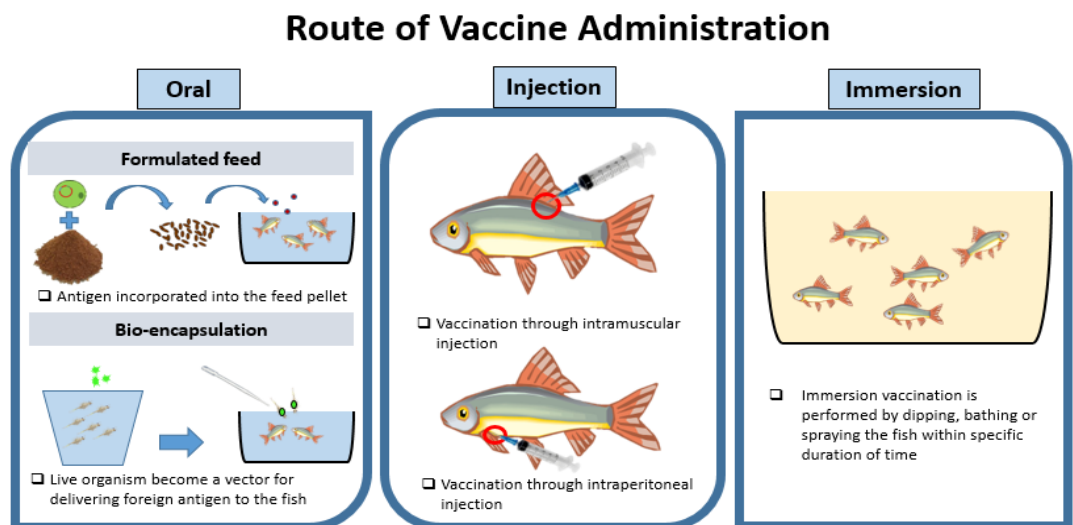 Route of Vaccine Administration
Oral
Formulated feed
+
❑ Antigen incorporated into the feed pellet
Bio-encapsulation
❑ Live organism become a vector for
delivering foreign antigen to the fish
Injection
❑ Vaccination through intramuscular
injection
❑ Vaccination through intraperitoneal
injection
Immersion
❑ Immersion vaccination is
performed by dipping, bathing or
spraying the fish within specific
duration of time